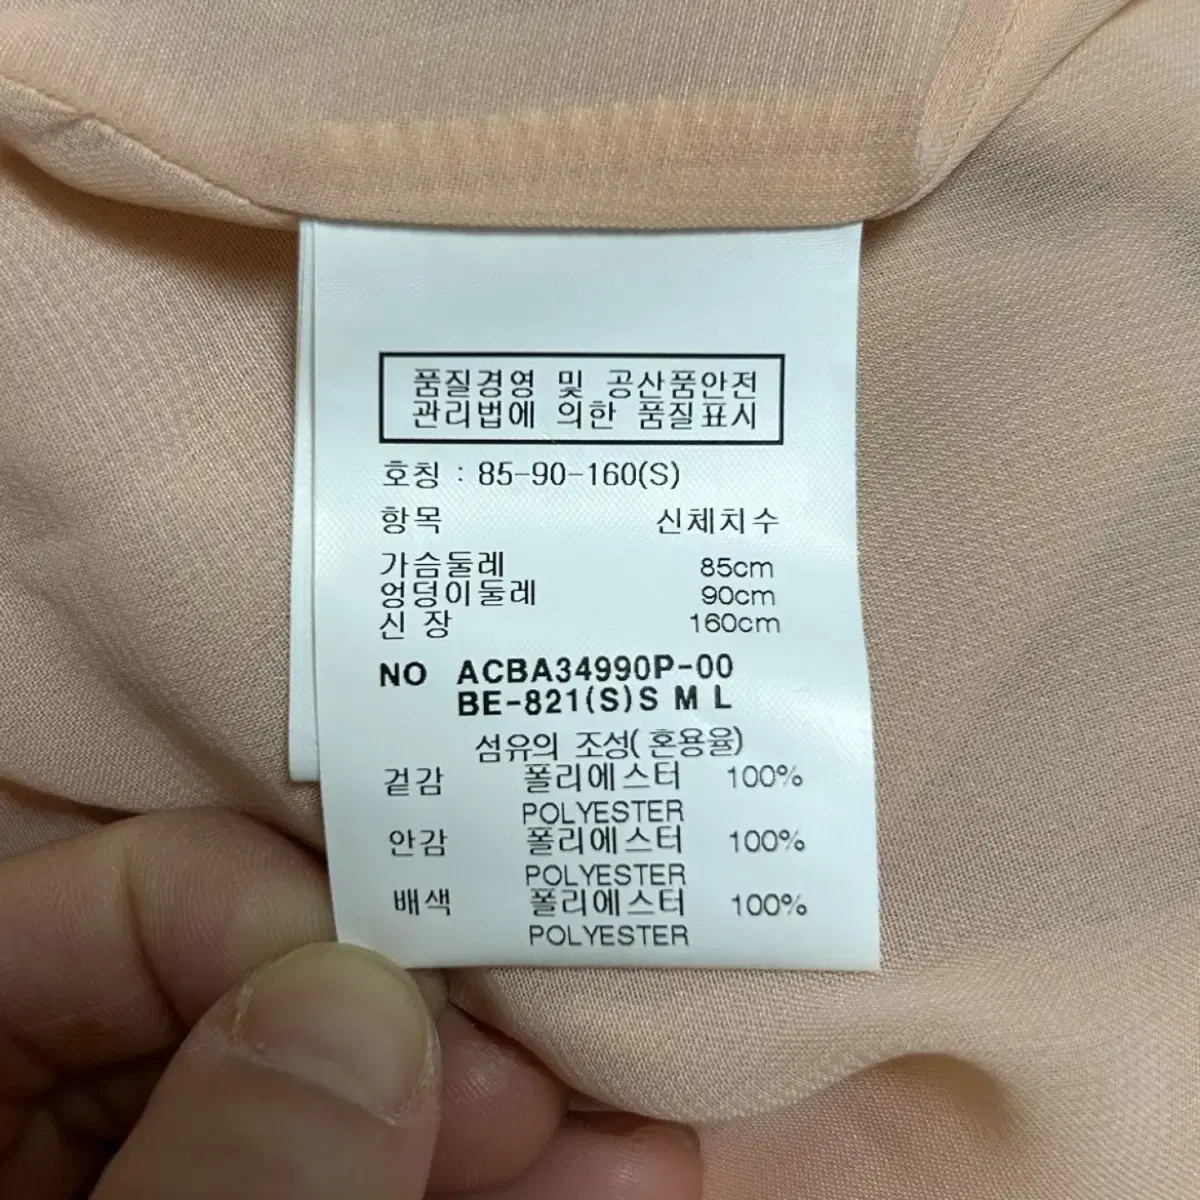 품질경영 및 공산품안전
관리법에 의한 품질표시
호칭 : 85-90-160(S)
항목 신체치수
가슴둘레 85cm
엉덩이둘레 90cm
신 장 160cm
NO ACBA34990P-00
BE-821(S)S M L
섬유의 조성(혼용율)
겉감 폴리에스터 100%
POLYESTER
안감 폴리에스터 100%
POLYESTER
배색 폴리에스터 100%
POLYESTER